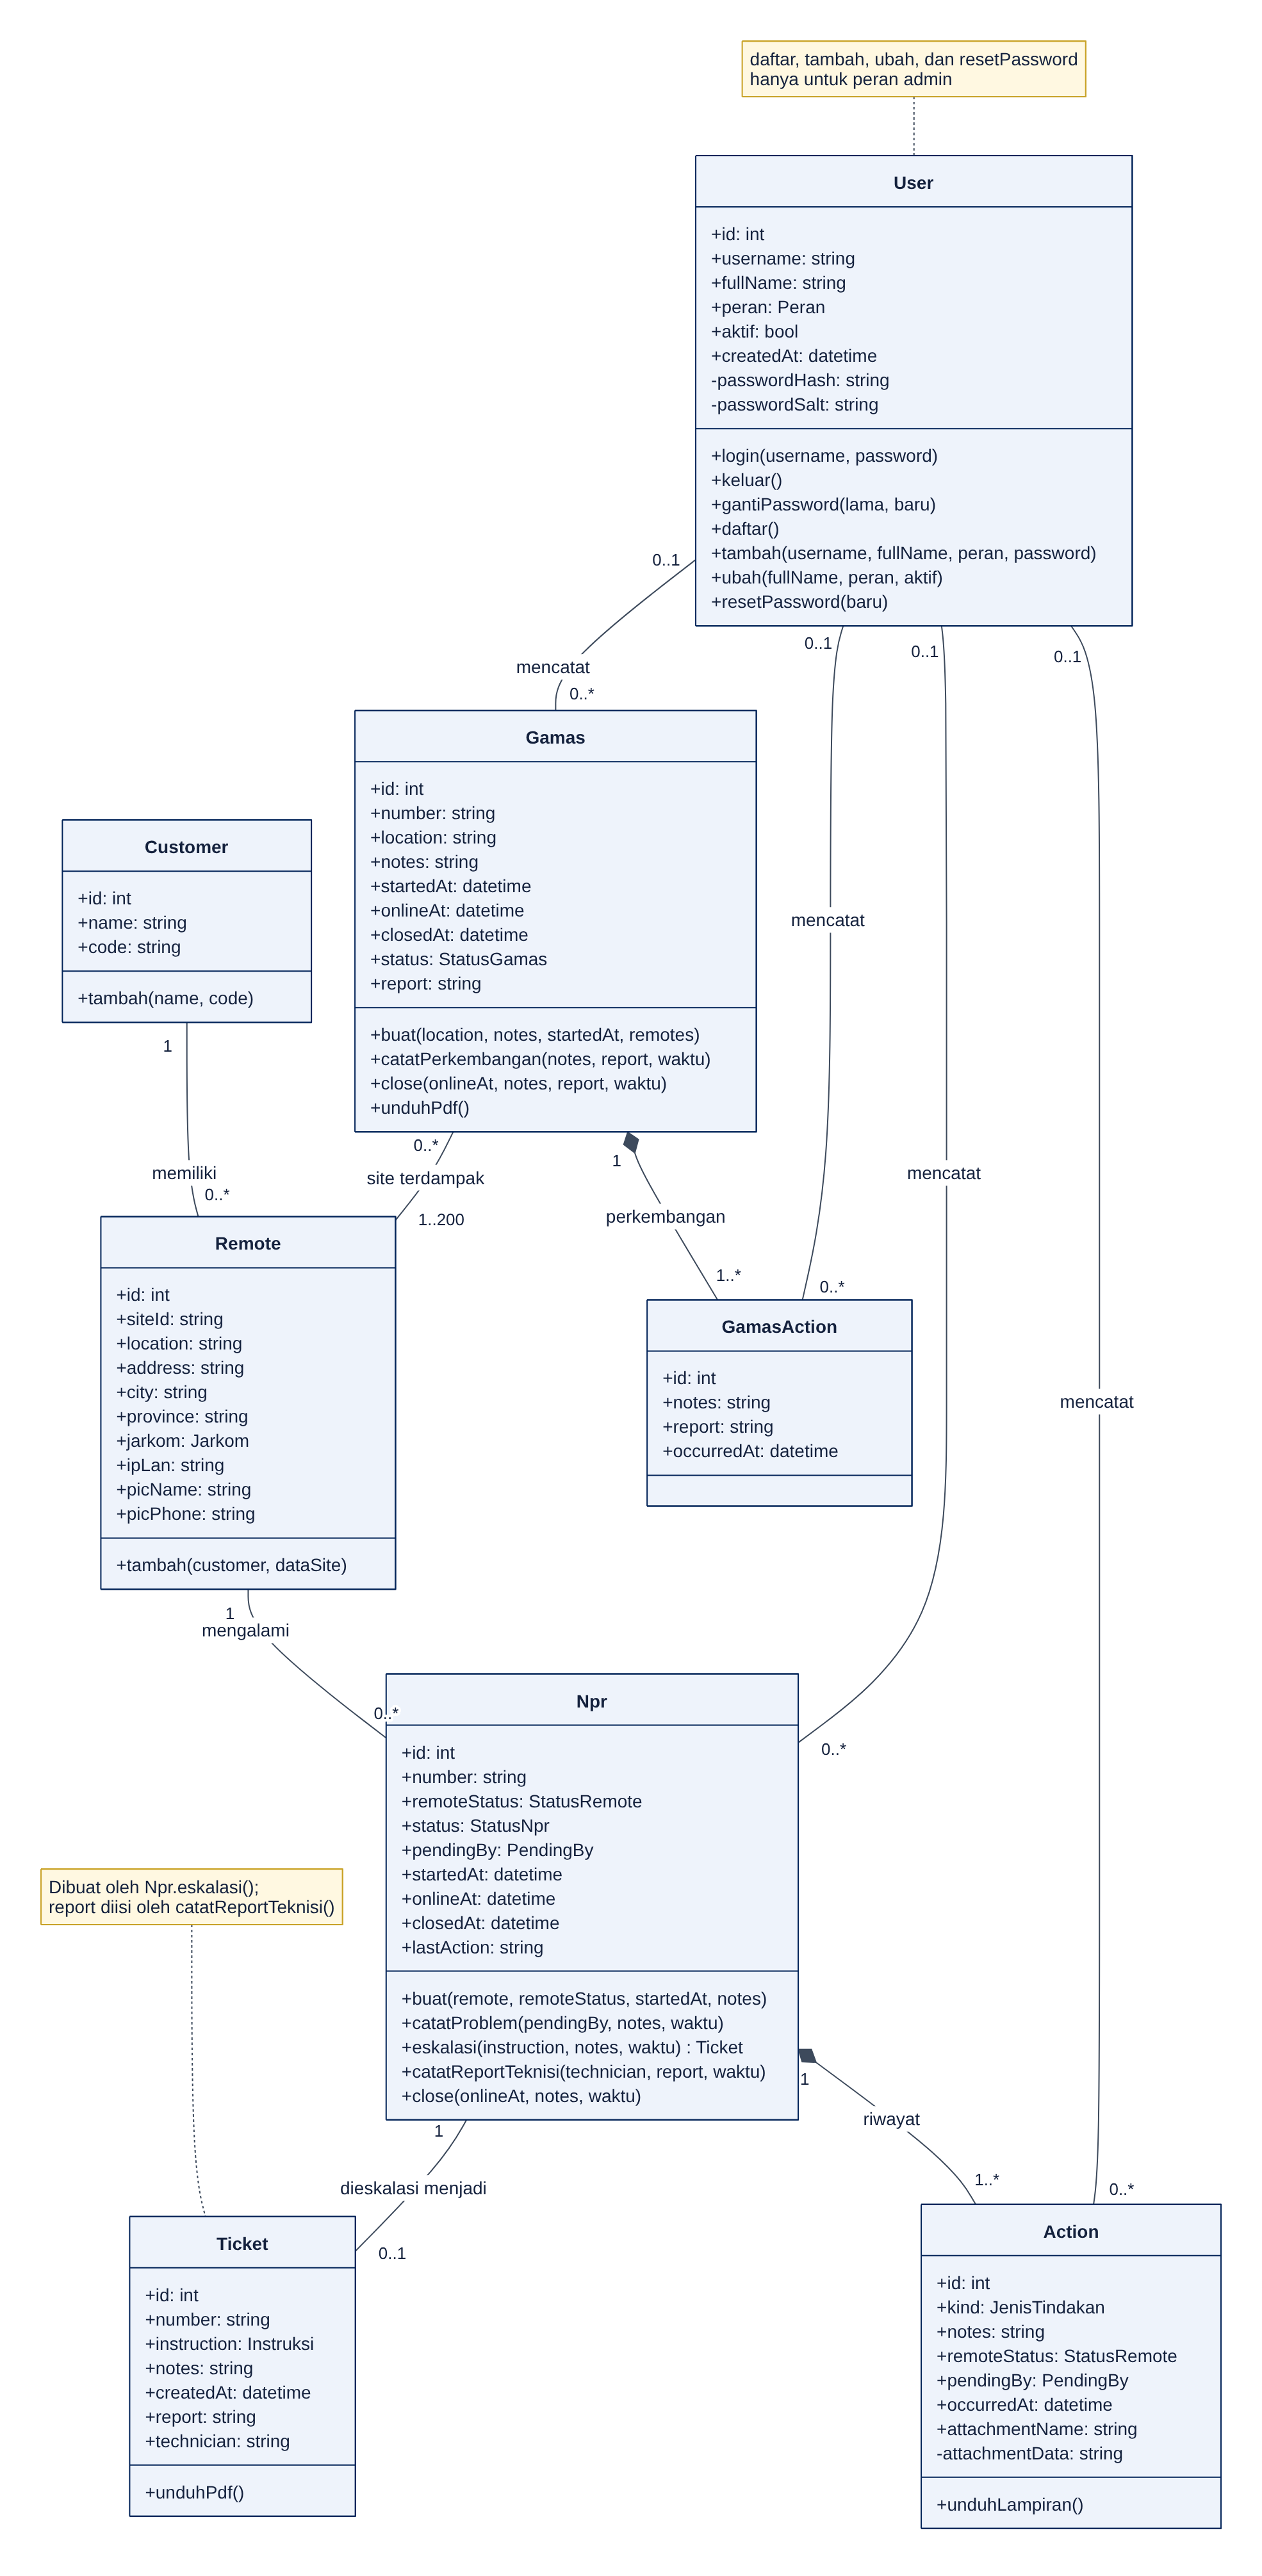 daftar, tambah, ubah, dan resetPassword
hanya untuk peran admin
User
+id: int
+username: string
+fullName: string
+peran: Peran
+aktif: bool
+createdAt: datetime
-passwordHash: string
-passwordSalt: string
+login(username, password)
+keluar()
+gantiPassword(lama, baru)
+daftar()
+tambah(username, fullName, peran, password)
+ubah(fullName, peran, aktif)
+resetPassword(baru)
0..1
0..1
0..1
0..1
mencatat
0..*
Gamas
+id: int
+number: string
+location: string
+notes: string
+startedAt: datetime
+onlineAt: datetime
+closedAt: datetime
+status: StatusGamas
+report: string
+buat(location, notes, startedAt, remotes)
+catatPerkembangan(notes, report, waktu)
+close(onlineAt, notes, report, waktu)
+unduhPdf()
Customer
+id: int
+name: string
+code: string
+tambah(name, code)
mencatat
1
memiliki
0..*
0..*
site terdampak
1..200
1
perkembangan
1..*
mencatat
0..*
Remote
+id: int
+siteId: string
+location: string
+address: string
+city: string
+province: string
+jarkom: Jarkom
+ipLan: string
+picName: string
+picPhone: string
+tambah(customer, dataSite)
GamasAction
+id: int
+notes: string
+report: string
+occurredAt: datetime
mencatat
1
mengalami
0..*
0..*
Npr
+id: int
+number: string
+remoteStatus: StatusRemote
+status: StatusNpr
+pendingBy: PendingBy
+startedAt: datetime
+onlineAt: datetime
+closedAt: datetime
+lastAction: string
+buat(remote, remoteStatus, startedAt, notes)
+catatProblem(pendingBy, notes, waktu)
+eskalasi(instruction, notes, waktu) : Ticket
+catatReportTeknisi(technician, report, waktu)
+close(onlineAt, notes, waktu)
Dibuat oleh Npr.eskalasi();
report diisi oleh catatReportTeknisi()
1
riwayat
1..*
0..*
1
dieskalasi menjadi
0..1
Ticket
+id: int
+number: string
+instruction: Instruksi
+notes: string
+createdAt: datetime
+report: string
+technician: string
+unduhPdf()
Action
+id: int
+kind: JenisTindakan
+notes: string
+remoteStatus: StatusRemote
+pendingBy: PendingBy
+occurredAt: datetime
+attachmentName: string
-attachmentData: string
+unduhLampiran()